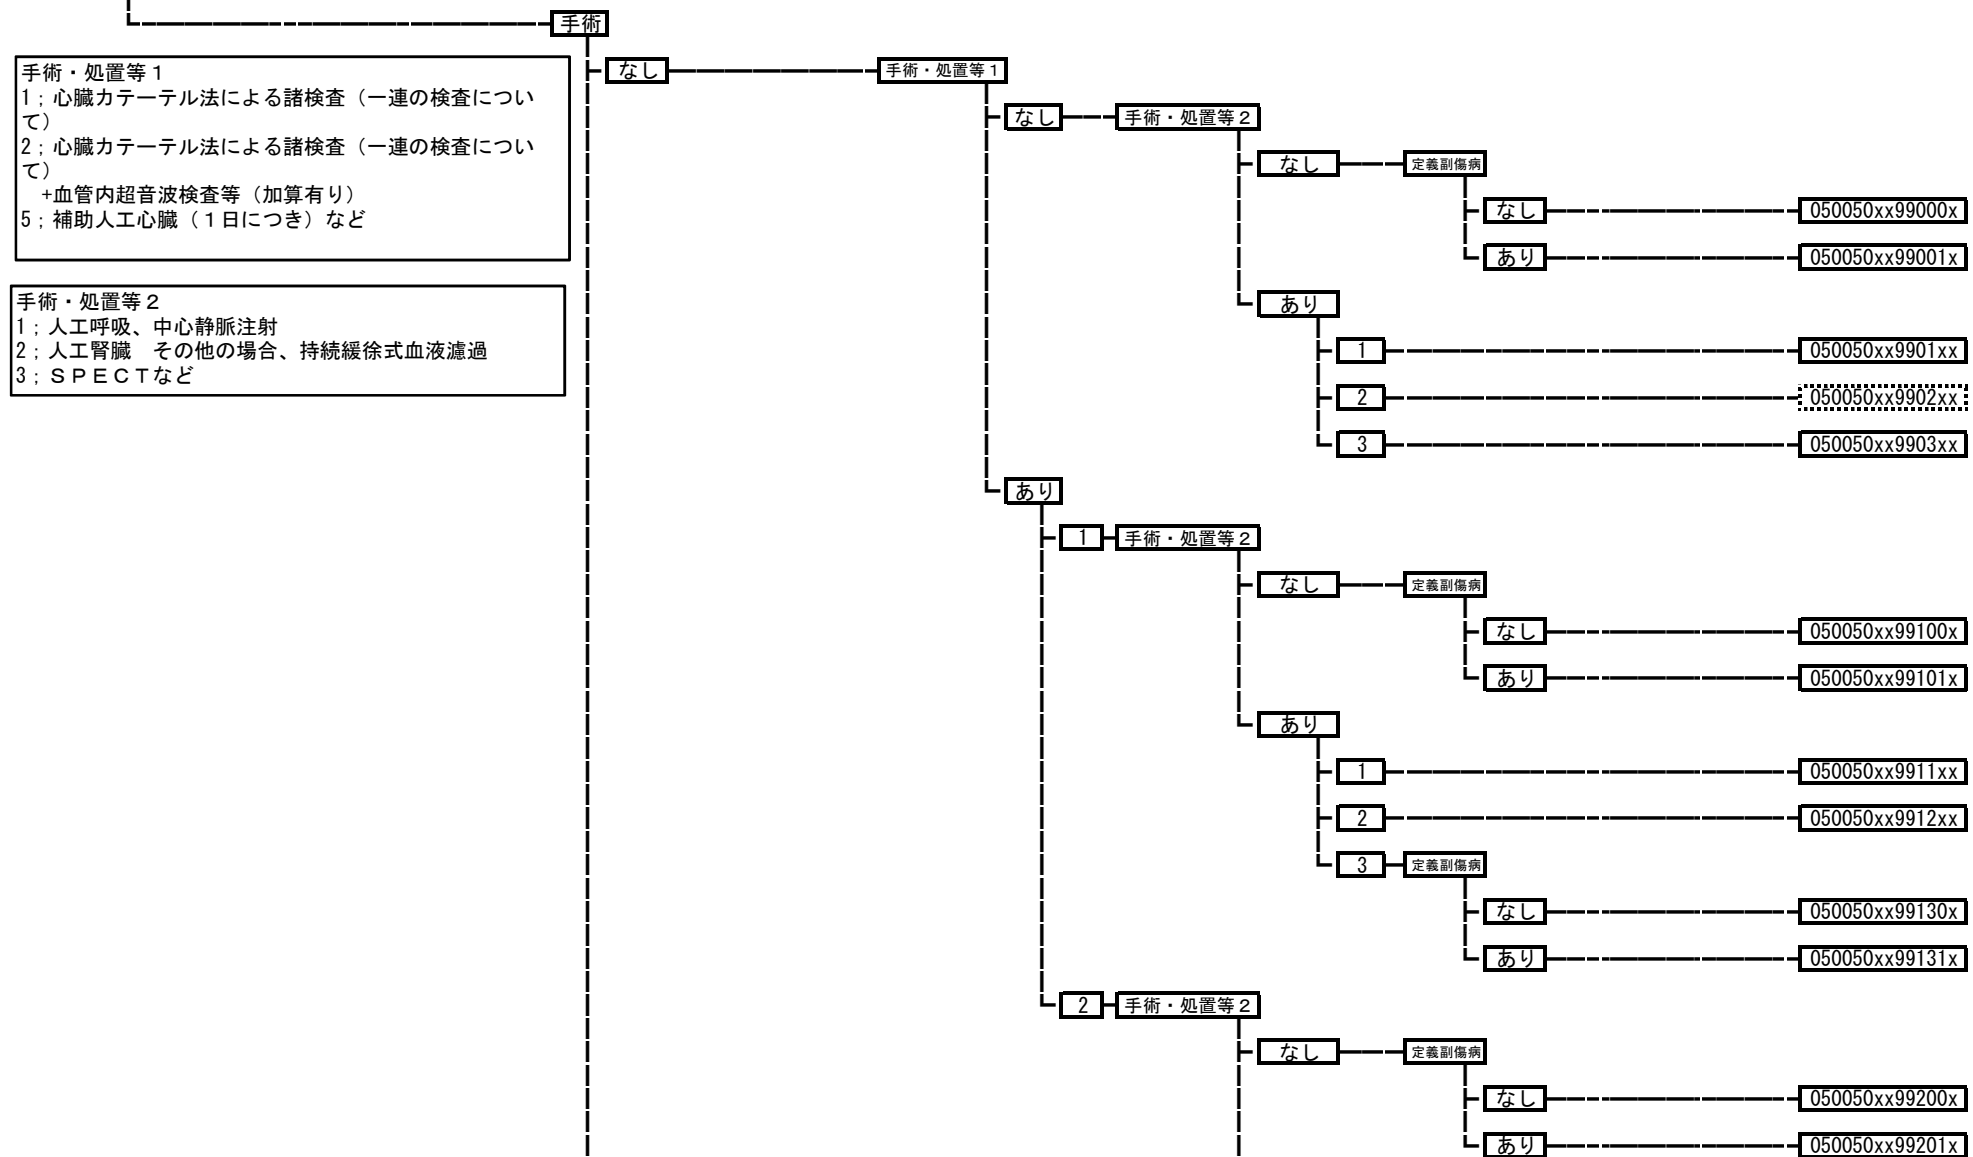 手術
手術・処置等１
1；心臓カテーテル法による諸検査（一連の検査につい
て）
2；心臓カテーテル法による諸検査（一連の検査につい
て）
+血管内超音波検査等（加算有り）
5；補助人工心臓（１日につき）など
手術・処置等２
1；人工呼吸、中心静脈注射
2；人工腎臓　その他の場合、持続緩徐式血液濾過
3；ＳＰＥＣＴなど
なし 手術・処置等１
なし 手術・処置等２
なし 定義副傷病
なし 050050xx99000x
あり 050050xx99001x
あり
1 050050xx9901xx
2 050050xx9902xx
3 050050xx9903xx
あり
1 手術・処置等２
なし 定義副傷病
なし 050050xx99100x
あり 050050xx99101x
あり
1 050050xx9911xx
2 050050xx9912xx
3 定義副傷病
なし 050050xx99130x
あり 050050xx99131x
2 手術・処置等２
なし 定義副傷病
なし 050050xx99200x
あり 050050xx99201x